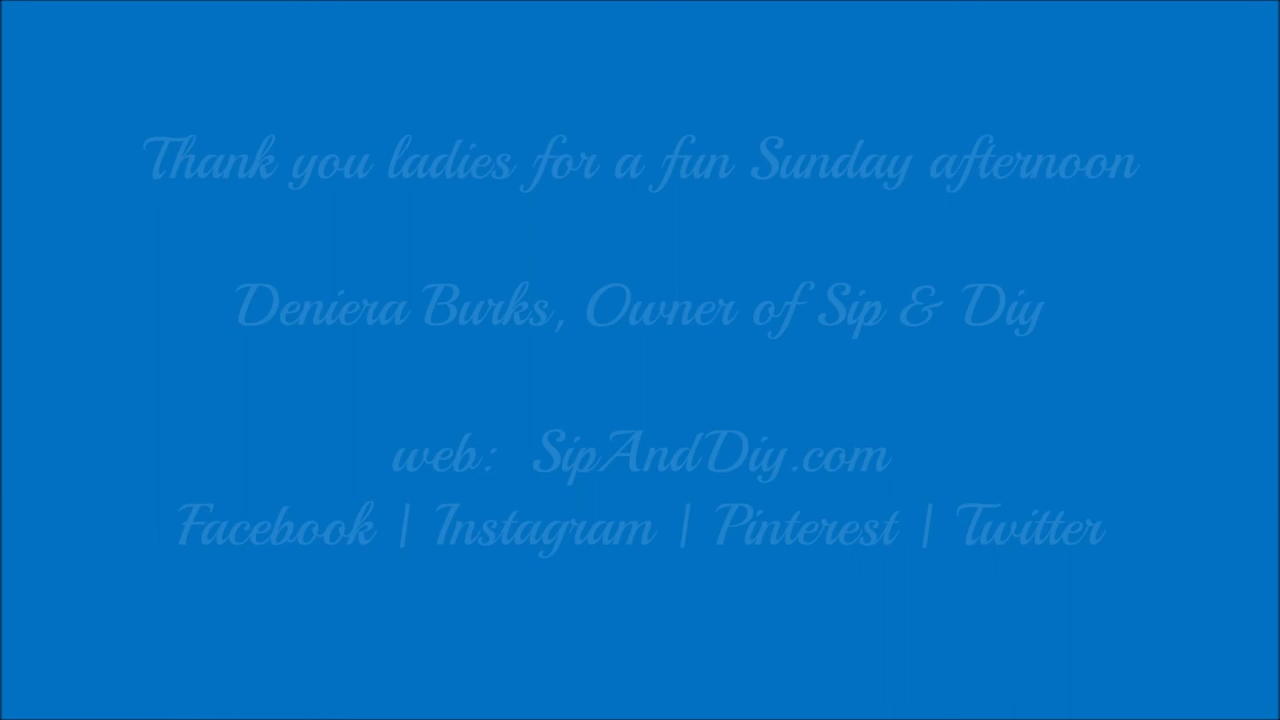 Thank you ladies for a fun Sunday afternoon
Deniera Burks, Owner of Sip & Diy
web: SipAndDiy.com
Facebook | Instagram | Pinterest | Twitter